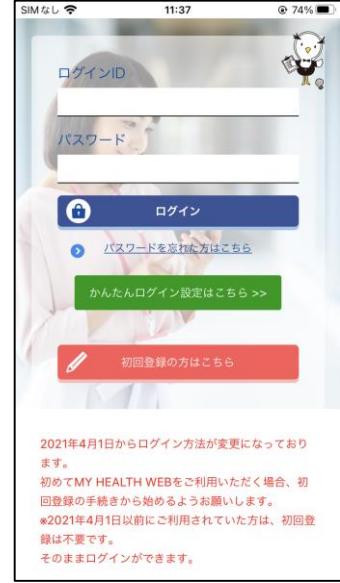 SIMなし 11:37 74%
ログインID
パスワード
ログイン
パスワードを忘れた方はこちら
かんたんログイン設定はこちら >>
初回登録の方はこちら
2021年4月1日からログイン方法が変更になっており
ます。
初めてMY HEALTH WEBをご利用いただく場合、初
回登録の手続きから始めるようお願いします。
※2021年4月1日以前にご利用されていた方は、初回登
録は不要です。
そのままログインができます。